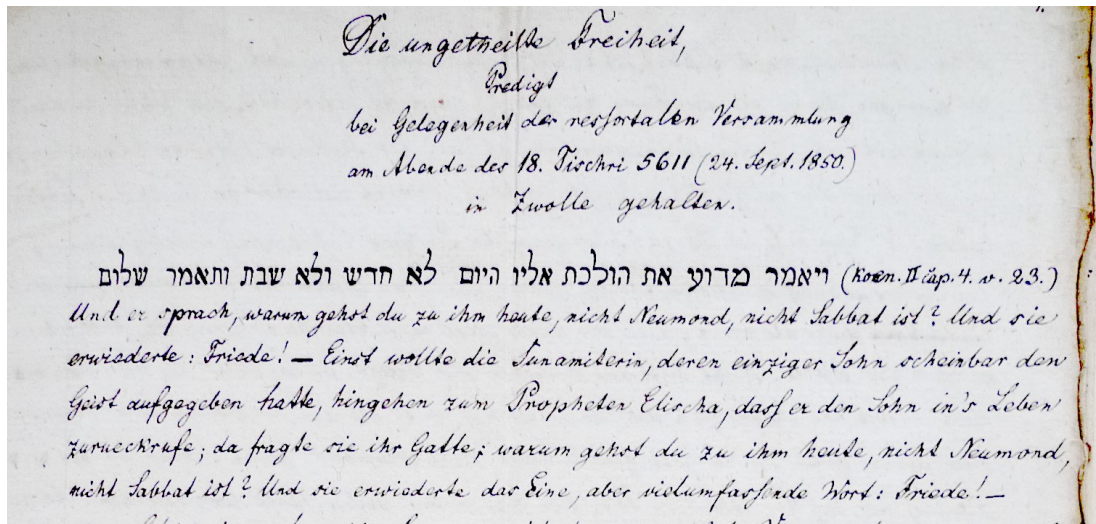 Die ungetheilte Freiheit,
Predigt
bei Gelegenheit der ressortalen Versammlung
am Abende des 18. Tischri 5611 (24. Sept. 1850.)
in Zwolle gehalten.
ויאמר מדוע את הולכת אליו היום לא חדש ולא שבת ותאמר שלום (Koen. II cap. 4. v. 23.)
Und er sprach, warum gehst du zu ihm heute, nicht Neumond, nicht Sabbat ist? Und sie
erwiederte: Friede! — Einst wollte die Sunamiterin, deren einziger Sohn scheinbar den
Geist aufgegeben hatte, hingehen zum Propheten Elischa, dass er den Sohn in's Leben
zurueckrufe; da fragte sie ihr Gatte; warum gehst du zu ihm heute, nicht Neumond,
nicht Sabbat ist? Und sie erwiederte das Eine, aber vielumfassende Wort: Friede! —